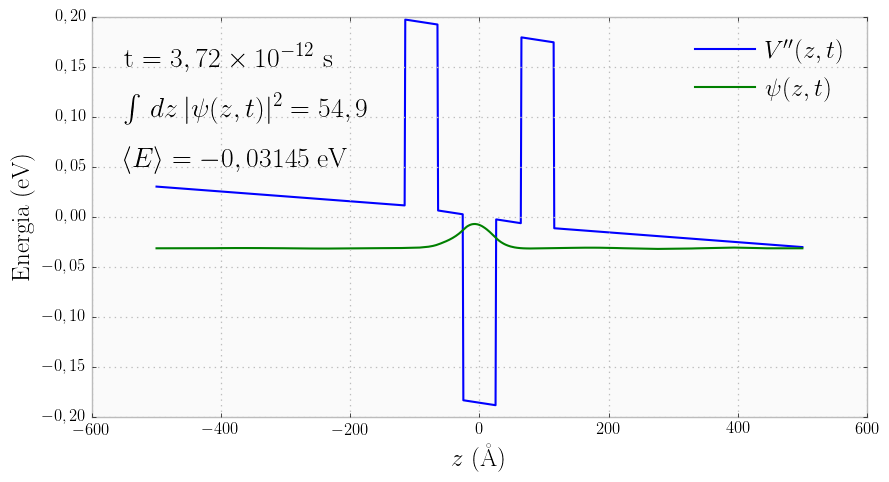 0,20
0,15
0,10
0,05
0,00
−0,05
−0,10
−0,15
−0,20
Energia (eV)
t = 3,72 × 10⁻¹² s
∫ dz |ψ(z, t)|² = 54,9
⟨E⟩ = −0,03145 eV
V″(z, t)
ψ(z, t)
−600 −400 −200 0 200 400 600
z (Å)